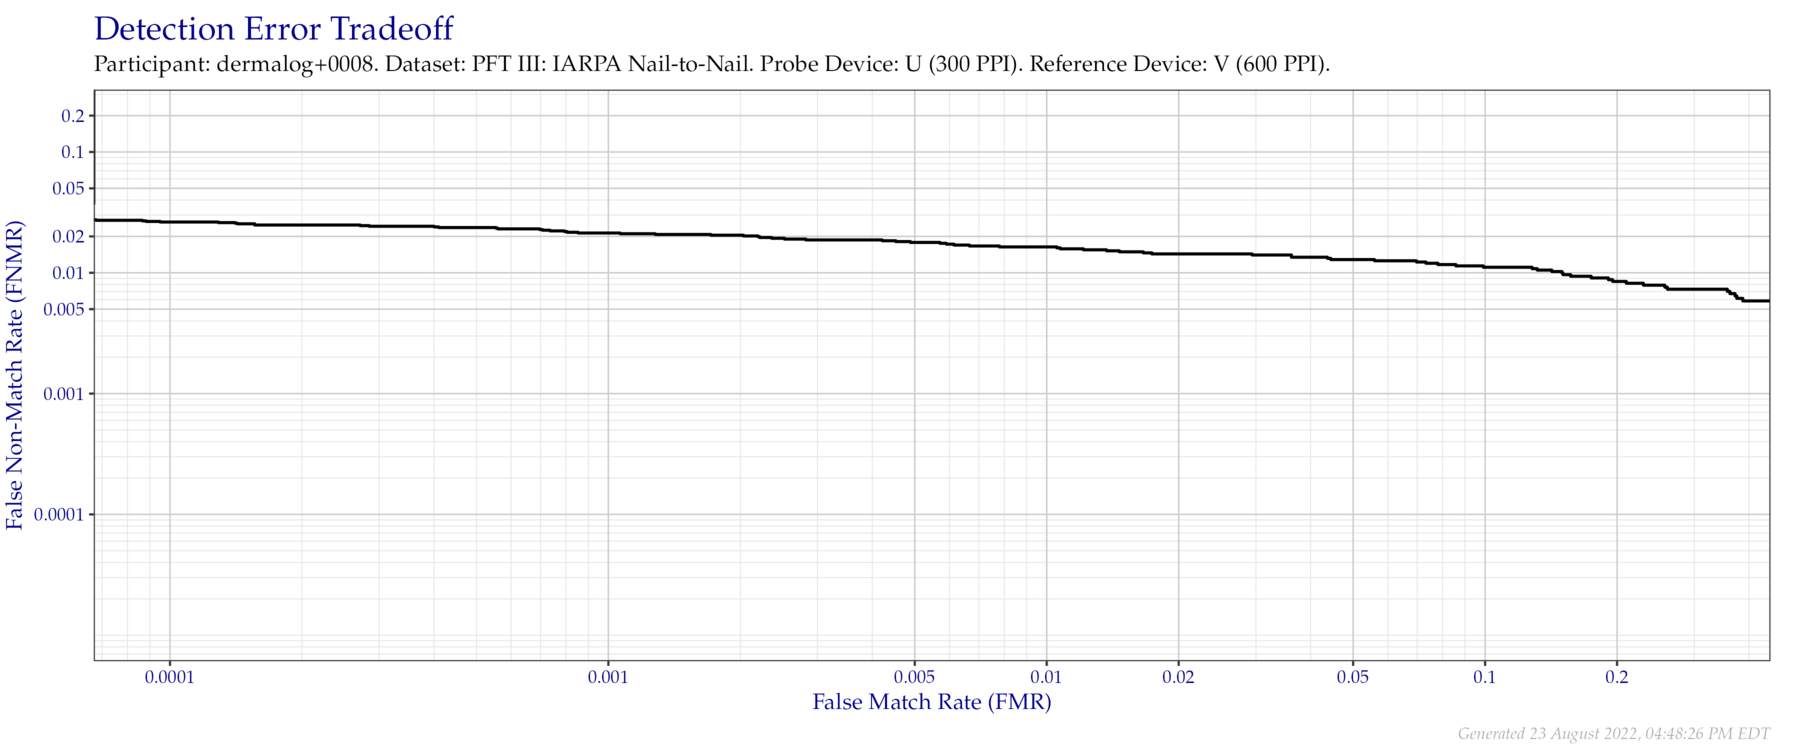 Detection Error Tradeoff
Participant: dermalog+0008. Dataset: PFT III: IARPA Nail-to-Nail. Probe Device: U (300 PPI). Reference Device: V (600 PPI).
False Non-Match Rate (FNMR)
0.2
0.1
0.05
0.02
0.01
0.005
0.001
0.0001
0.0001 0.001 0.005 0.01 0.02 0.05 0.1 0.2
False Match Rate (FMR)
Generated 23 August 2022, 04:48:26 PM EDT